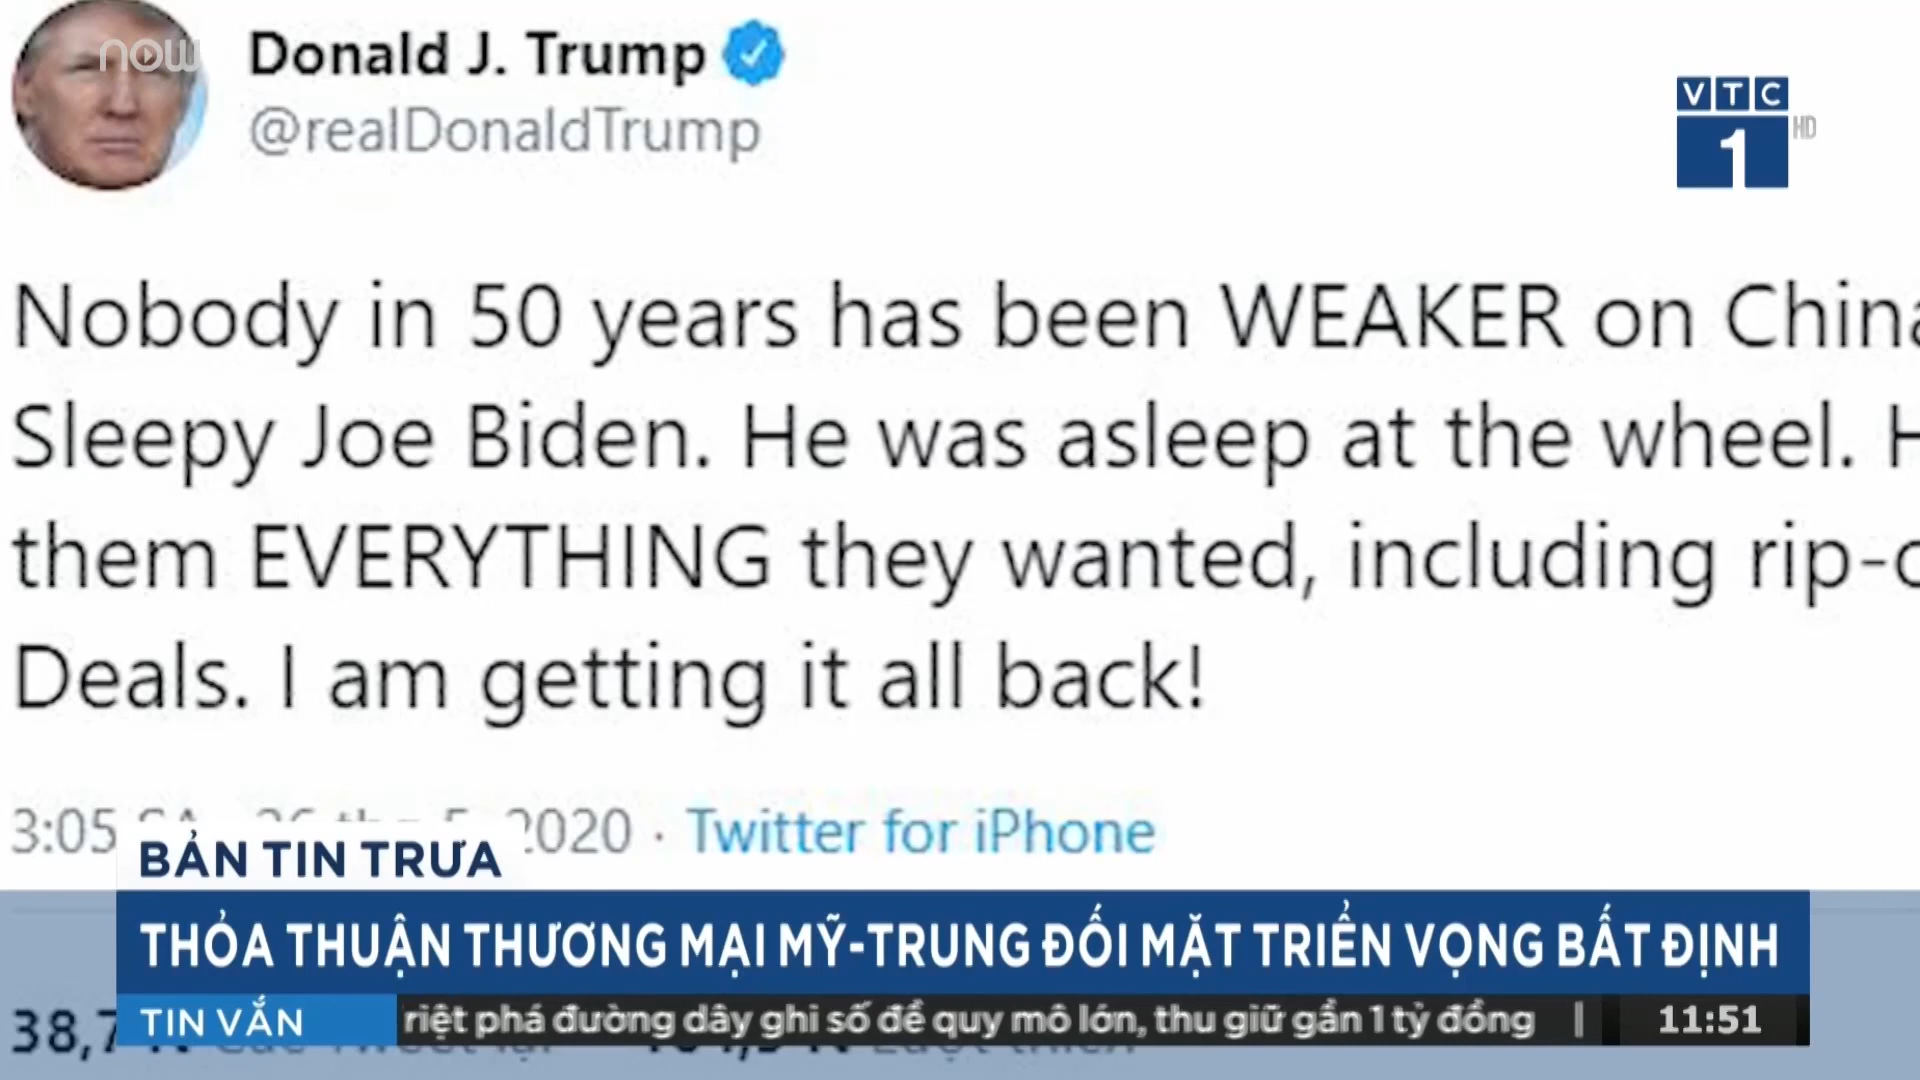 now
Donald J. Trump
@realDonaldTrump
VTC
1
HD
Nobody in 50 years has been WEAKER on China
Sleepy Joe Biden. He was asleep at the wheel. H
them EVERYTHING they wanted, including rip-o
Deals. I am getting it all back!
3:05 2020 · Twitter for iPhone
BẢN TIN TRƯA
THỎA THUẬN THƯƠNG MẠI MỸ-TRUNG ĐỐI MẶT TRIỂN VỌNG BẤT ĐỊNH
38,7
TIN VẮN
riệt phá đường dây ghi số đề quy mô lớn, thu giữ gần 1 tỷ đồng |
11:51